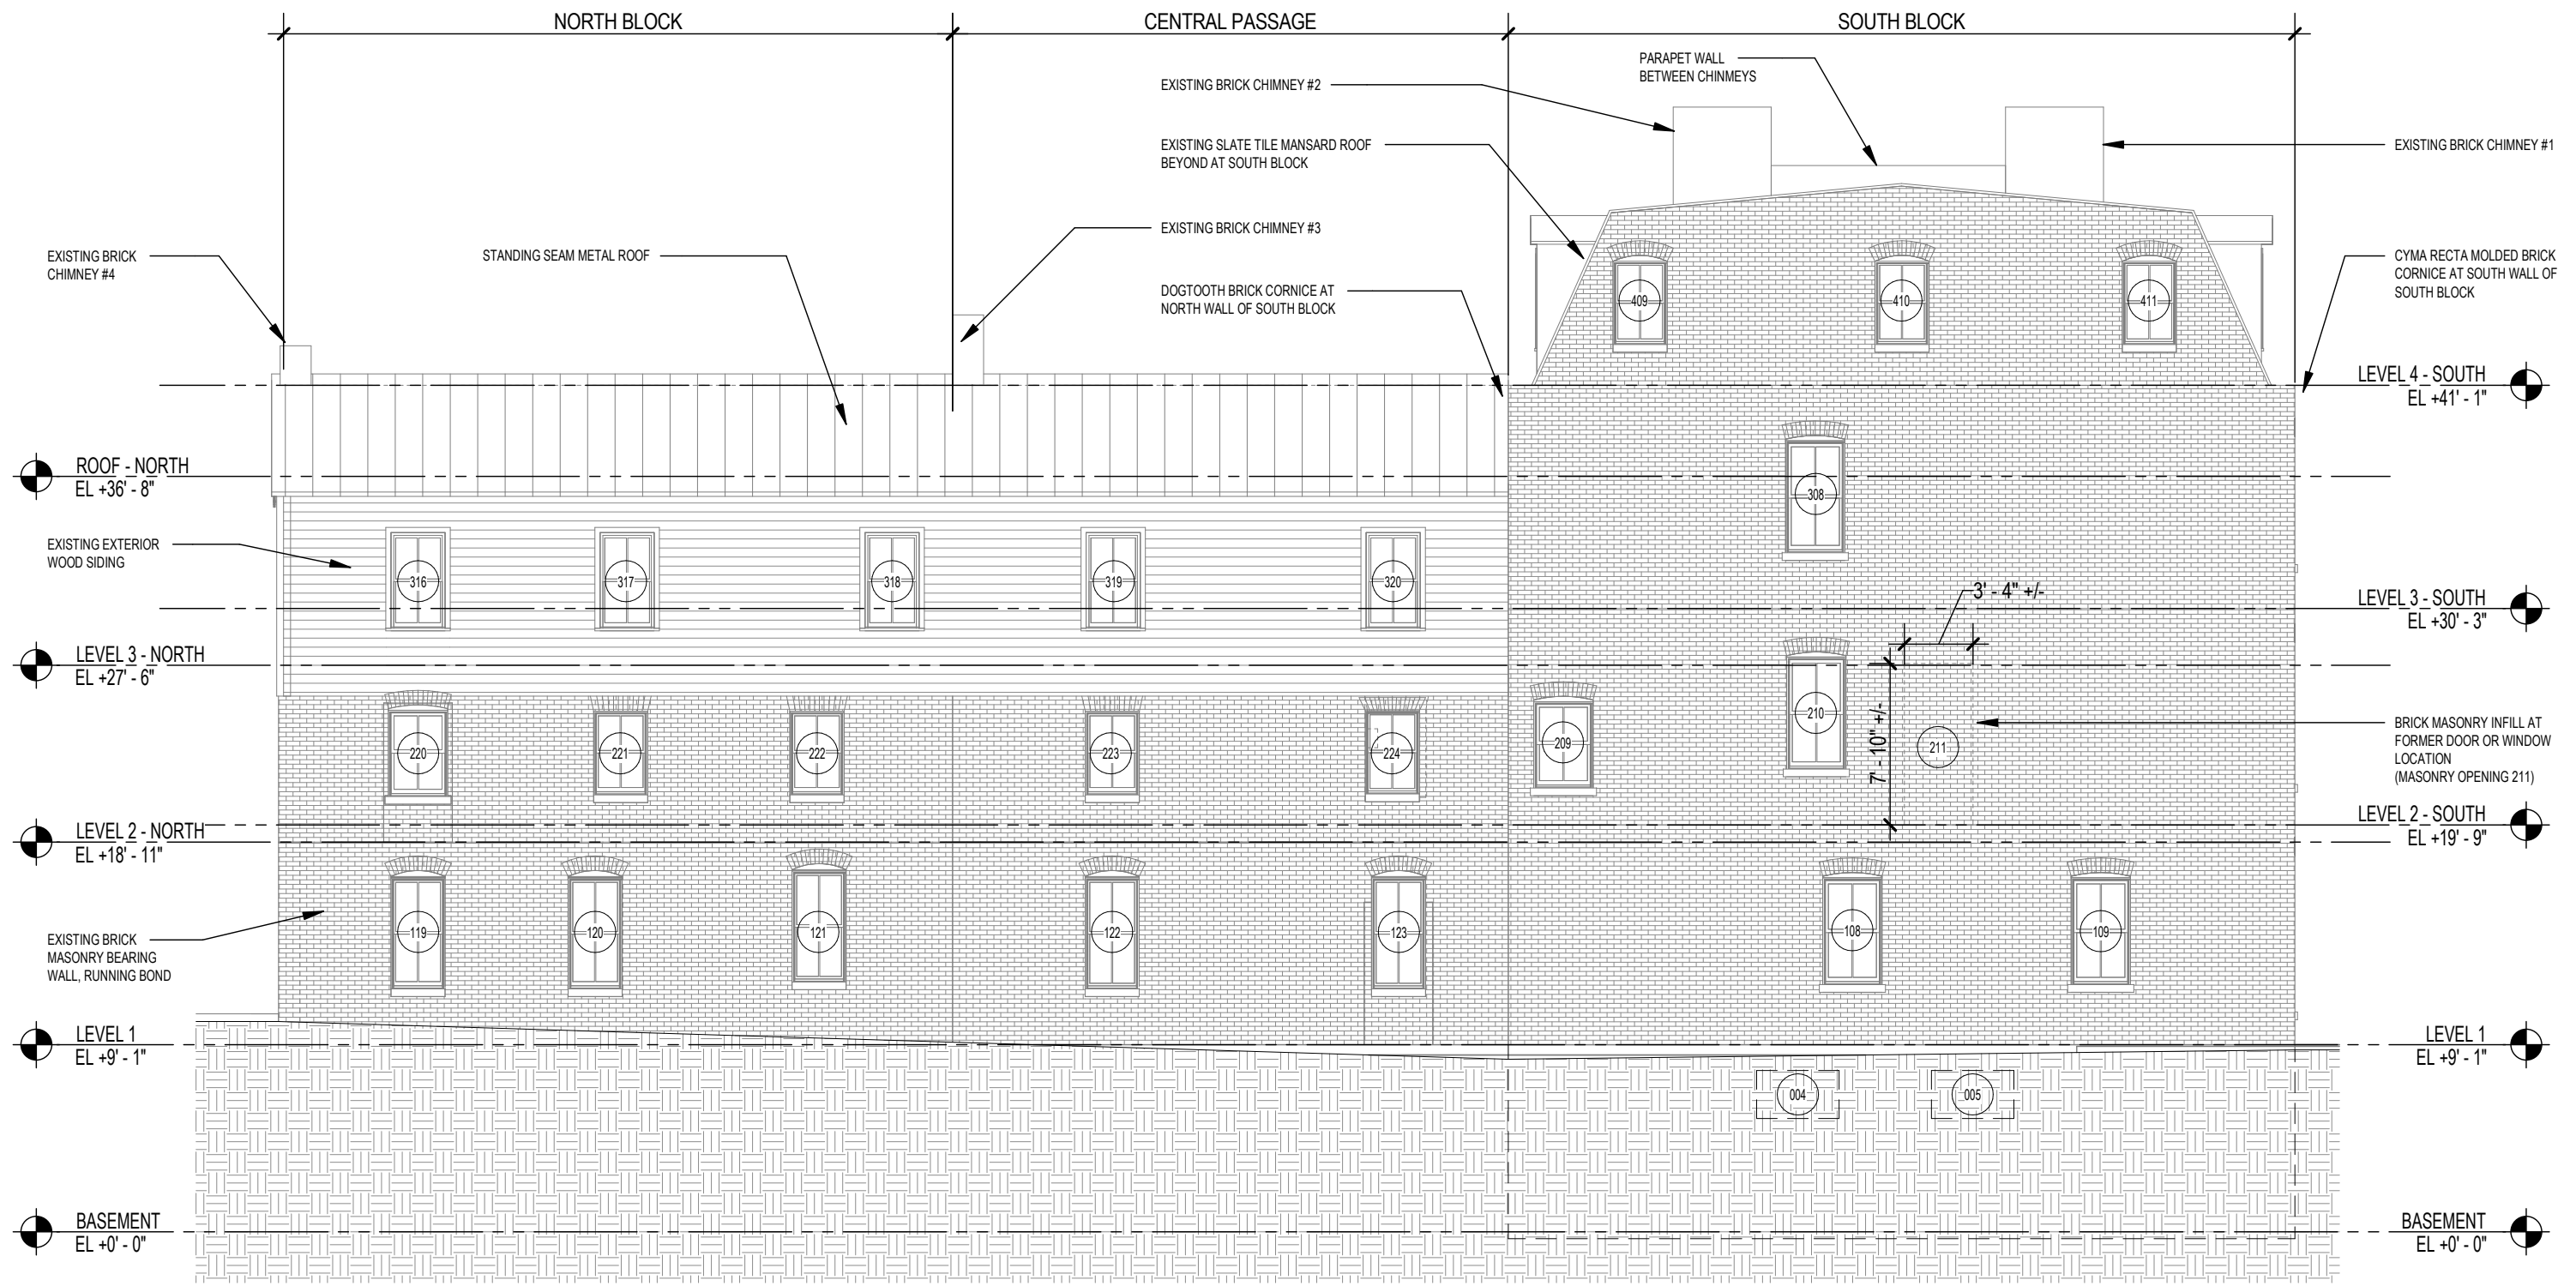 NORTH BLOCK
CENTRAL PASSAGE
SOUTH BLOCK
PARAPET WALL
BETWEEN CHINMEYS
EXISTING BRICK CHIMNEY #2
EXISTING SLATE TILE MANSARD ROOF
BEYOND AT SOUTH BLOCK
EXISTING BRICK CHIMNEY #1
EXISTING BRICK CHIMNEY #3
EXISTING BRICK
CHIMNEY #4
STANDING SEAM METAL ROOF
CYMA RECTA MOLDED BRICK
CORNICE AT SOUTH WALL OF
SOUTH BLOCK
DOGTOOTH BRICK CORNICE AT
NORTH WALL OF SOUTH BLOCK
409
410
411
LEVEL 4 - SOUTH
EL +41' - 1"
ROOF - NORTH
EL +36' - 8"
308
EXISTING EXTERIOR
WOOD SIDING
316
317
318
319
320
3' - 4" +/-
LEVEL 3 - SOUTH
EL +30' - 3"
LEVEL 3 - NORTH
EL +27' - 6"
220
221
222
223
224
209
210
7' - 10" +/-
211
BRICK MASONRY INFILL AT
FORMER DOOR OR WINDOW
LOCATION
(MASONRY OPENING 211)
LEVEL 2 - NORTH
EL +18' - 11"
LEVEL 2 - SOUTH
EL +19' - 9"
119
120
121
122
123
108
109
EXISTING BRICK
MASONRY BEARING
WALL, RUNNING BOND
LEVEL 1
EL +9' - 1"
LEVEL 1
EL +9' - 1"
004
005
BASEMENT
EL +0' - 0"
BASEMENT
EL +0' - 0"